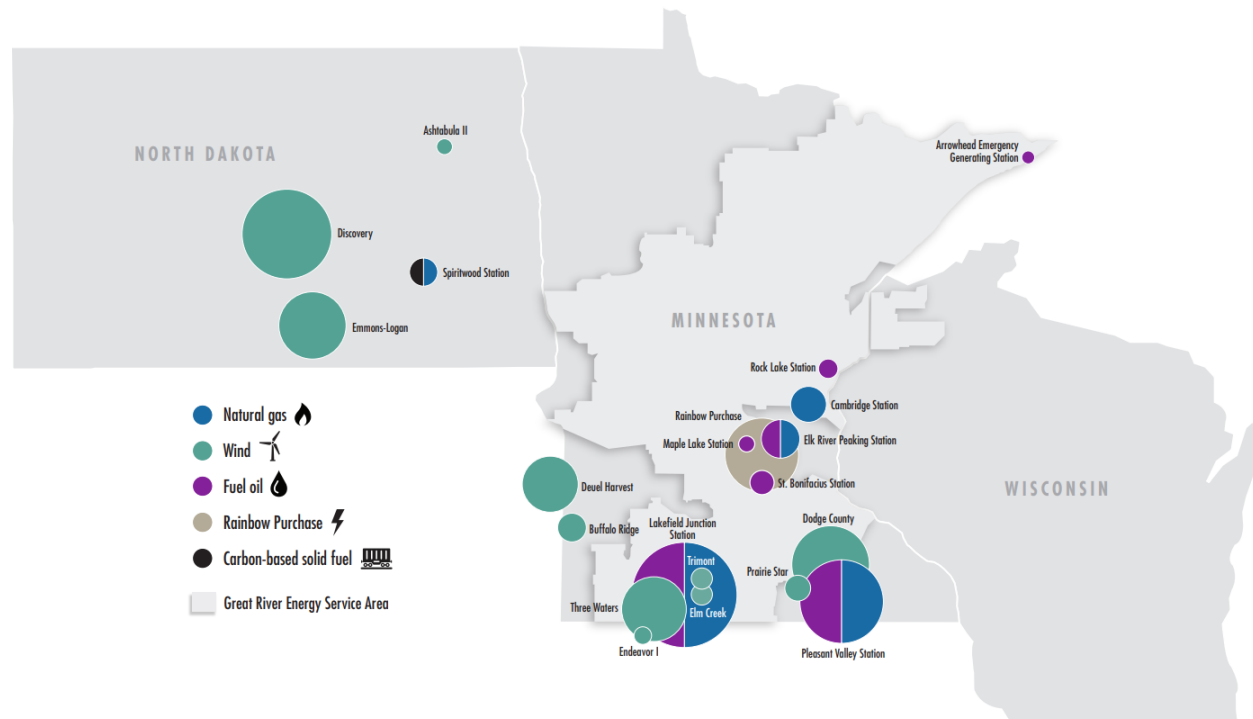 NORTH DAKOTA
Ashtabula II
Discovery
Spiritwood Station
Emmons-Logan
Arrowhead Emergency
Generating Station
MINNESOTA
Rock Lake Station
Cambridge Station
Rainbow Purchase
Maple Lake Station
Elk River Peaking Station
St. Bonifacius Station
WISCONSIN
Natural gas
Wind
Fuel oil
Rainbow Purchase
Carbon-based solid fuel
Great River Energy Service Area
Deuel Harvest
Buffalo Ridge
Lakefield Junction
Station
Trimont
Elm Creek
Three Waters
Endeavor I
Dodge County
Prairie Star
Pleasant Valley Station